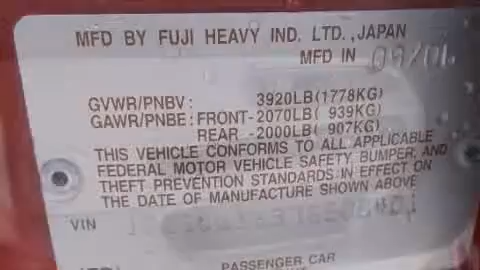 MFD BY FUJI HEAVY IND. LTD., JAPAN
MFD IN 09/06
GVWR/PNBV: 3920LB(1778KG)
GAWR/PNBE: FRONT-2070LB( 939KG)
REAR -2000LB( 907KG)
THIS VEHICLE CONFORMS TO ALL APPLICABLE
FEDERAL MOTOR VEHICLE SAFETY, BUMPER, AND
THEFT PREVENTION STANDARDS IN EFFECT ON
THE DATE OF MANUFACTURE SHOWN ABOVE
VIN
PASSENGER CAR